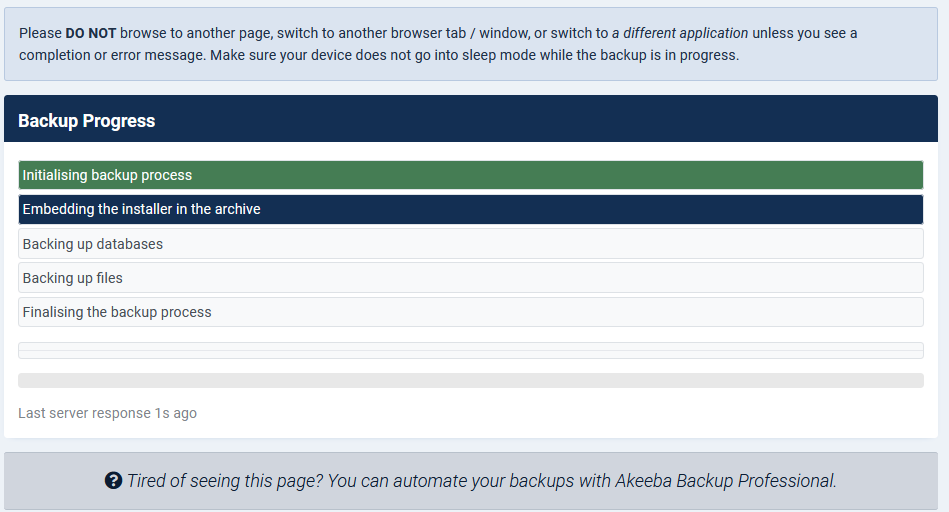 Please DO NOT browse to another page, switch to another browser tab / window, or switch to a different application unless you see a
completion or error message. Make sure your device does not go into sleep mode while the backup is in progress.
Backup Progress
Initialising backup process
Embedding the installer in the archive
Backing up databases
Backing up files
Finalising the backup process
Last server response 1s ago
Tired of seeing this page? You can automate your backups with Akeeba Backup Professional.